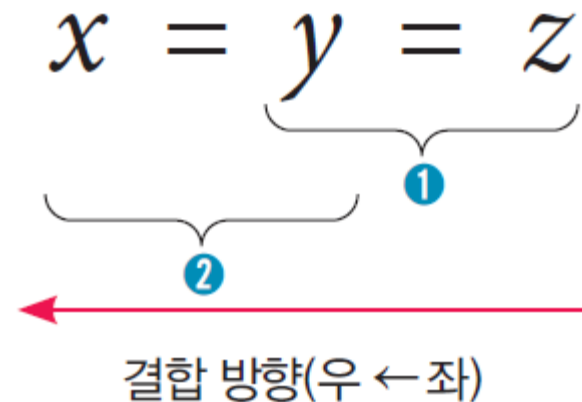 x = y = z
❶
❷
결합 방향(우 ← 좌)